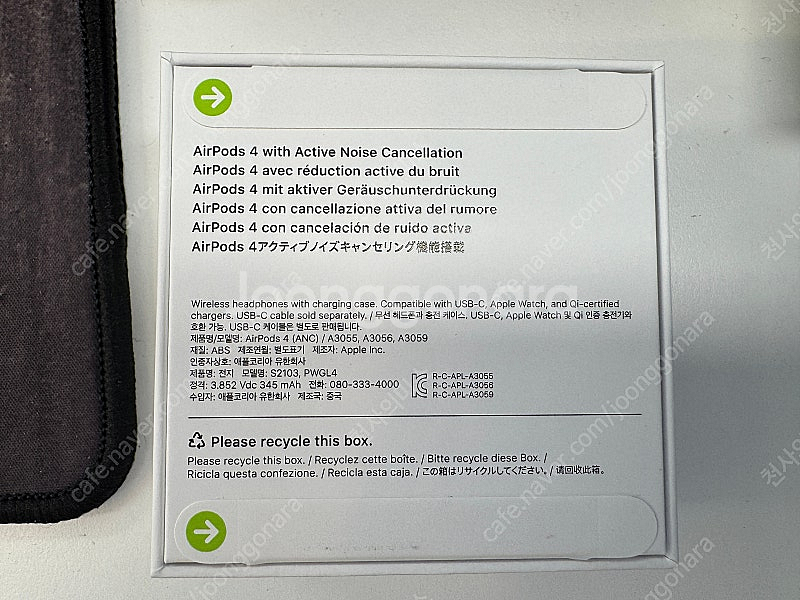 AirPods 4 with Active Noise Cancellation
AirPods 4 avec réduction active du bruit
AirPods 4 mit aktiver Geräuschunterdrückung
AirPods 4 con cancellazione attiva del rumore
AirPods 4 con cancelación de ruido activa
AirPods 4アクティブノイズキャンセリング機能搭載
joonggonara
Wireless headphones with charging case. Compatible with USB-C, Apple Watch, and Qi-certified
chargers. USB-C cable sold separately. / 무선 헤드폰과 충전 케이스. USB-C, Apple Watch 및 Qi 인증 충전기와
호환 가능. USB-C 케이블은 별도로 판매됩니다.
제품명/모델명: AirPods 4 (ANC) / A3055, A3056, A3059
재질: ABS 제조연월: 별도표기 제조자: Apple Inc.
인증자상호: 애플코리아 유한회사
제품명: 전지 모델명: S2103, PWGL4
정격: 3.852 Vdc 345 mAh 전화: 080-333-4000
수입자: 애플코리아 유한회사 제조국: 중국
R-C-APL-A3055
R-C-APL-A3056
R-C-APL-A3059
Please recycle this box.
Please recycle this box. / Recyclez cette boîte. / Bitte recycle diese Box. /
Ricicla questa confezione. / Recicla esta caja. / この箱はリサイクルしてください。/ 请回收此箱。
cafe.naver.com/joonggonara